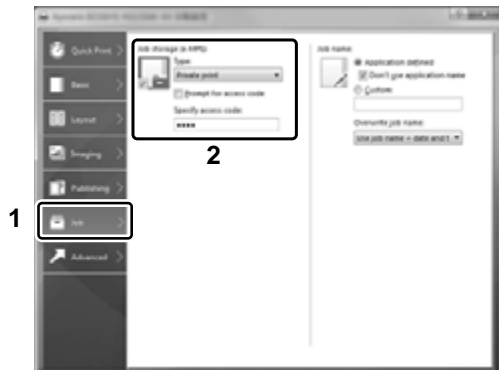 Quick Print
Basic
Layout
Imaging
Publishing
Job
Advanced
Job storage (e-MPS)
Type:
Private print
Prompt for access code
Specify access code:
••••
Job name:
Application defined
Don't use application name
Custom:
Overwrite job name:
Use job name + date and t
1
2